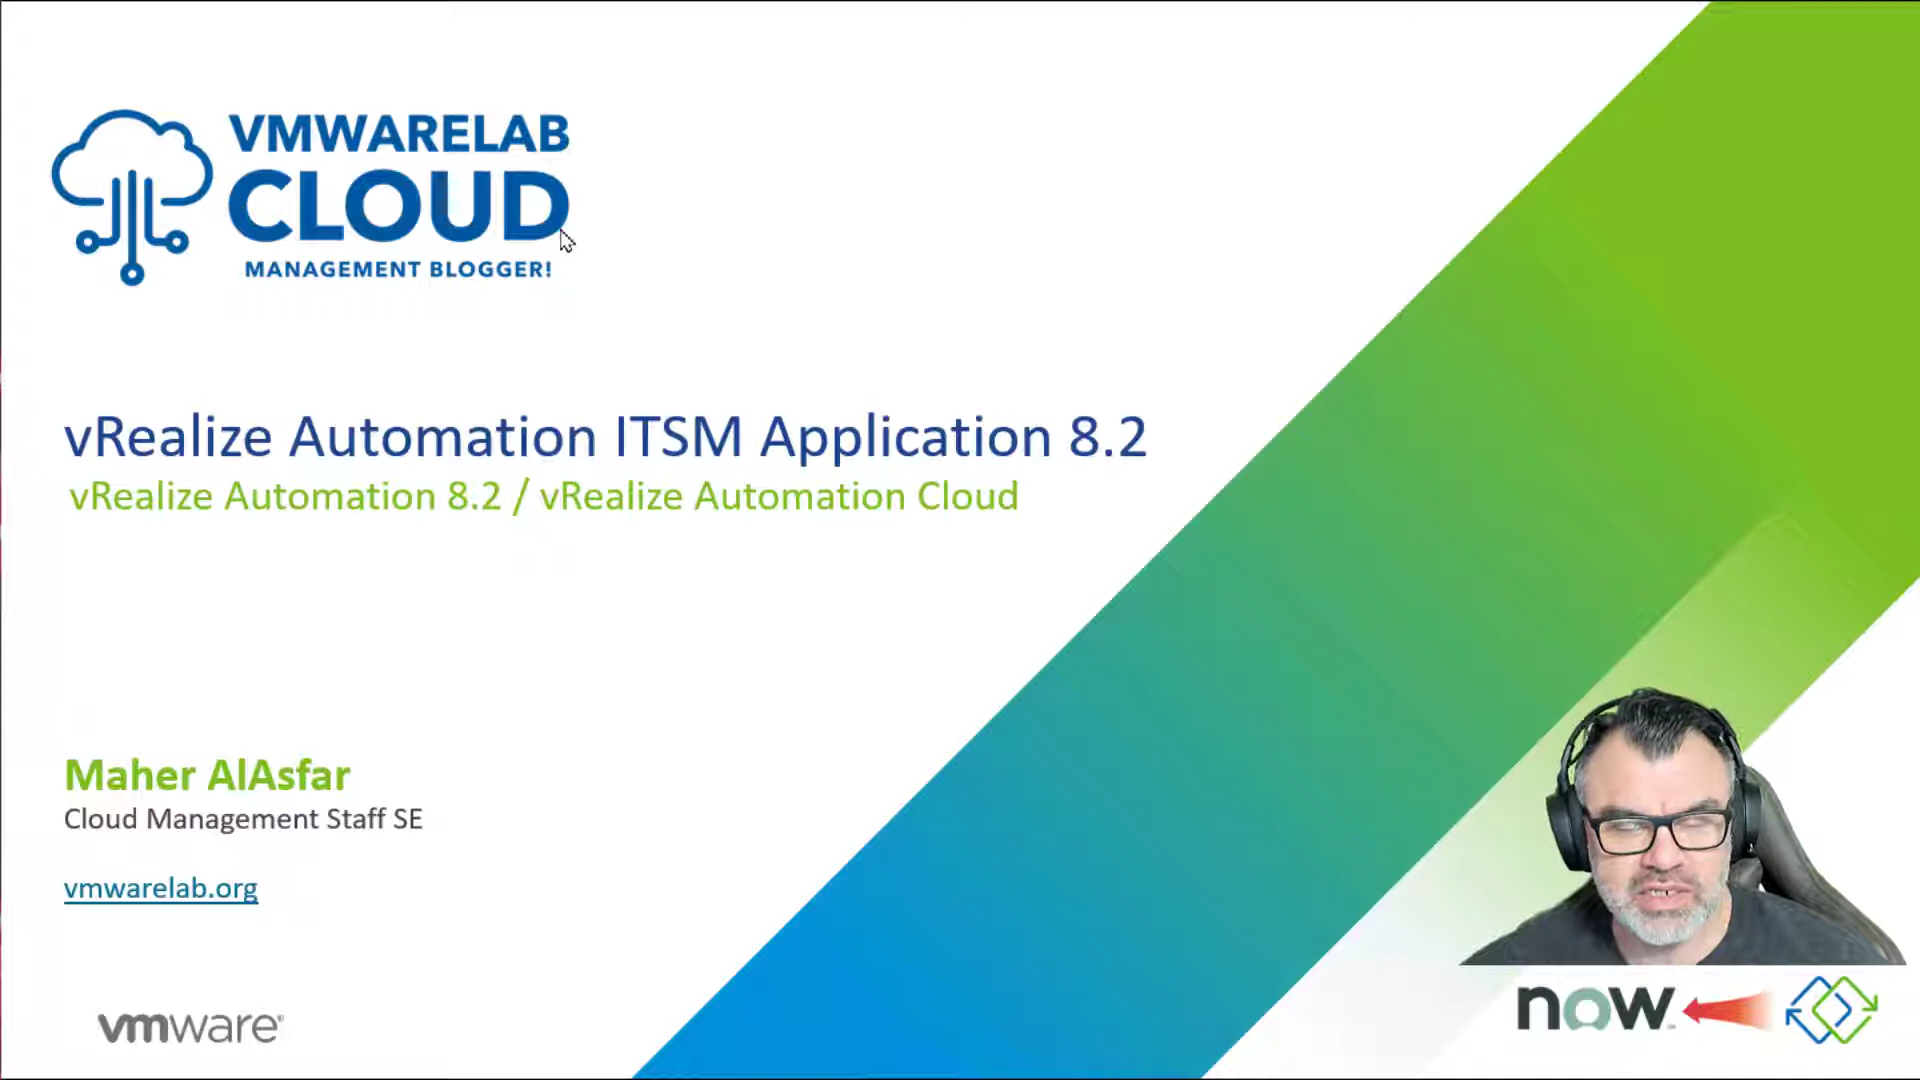 VMWARELAB
CLOUD
MANAGEMENT BLOGGER!
vRealize Automation ITSM Application 8.2
vRealize Automation 8.2 / vRealize Automation Cloud
Maher AlAsfar
Cloud Management Staff SE
vmwarelab.org
vmware®
now